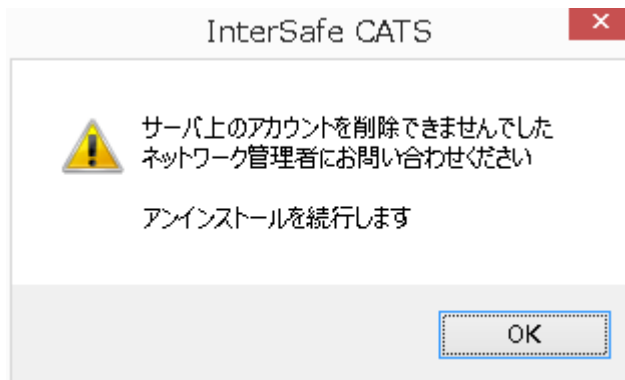 InterSafe CATS
サーバ上のアカウントを削除できませんでした
ネットワーク管理者にお問い合わせください
アンインストールを続行します
OK